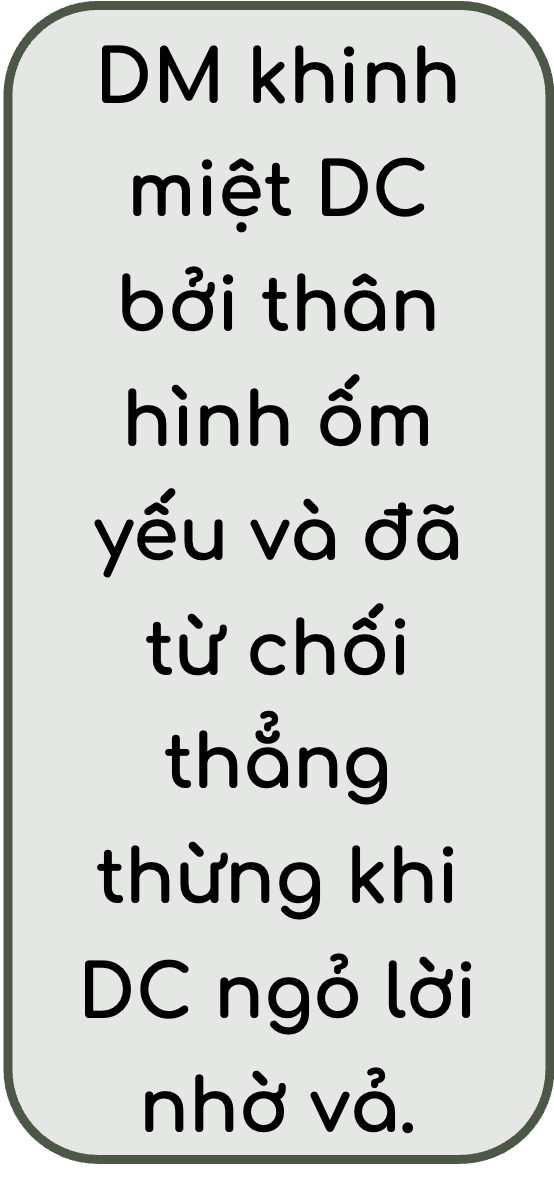 DM khinh
miệt DC
bởi thân
hình ốm
yếu và đã
từ chối
thẳng
thừng khi
DC ngỏ lời
nhờ vả.